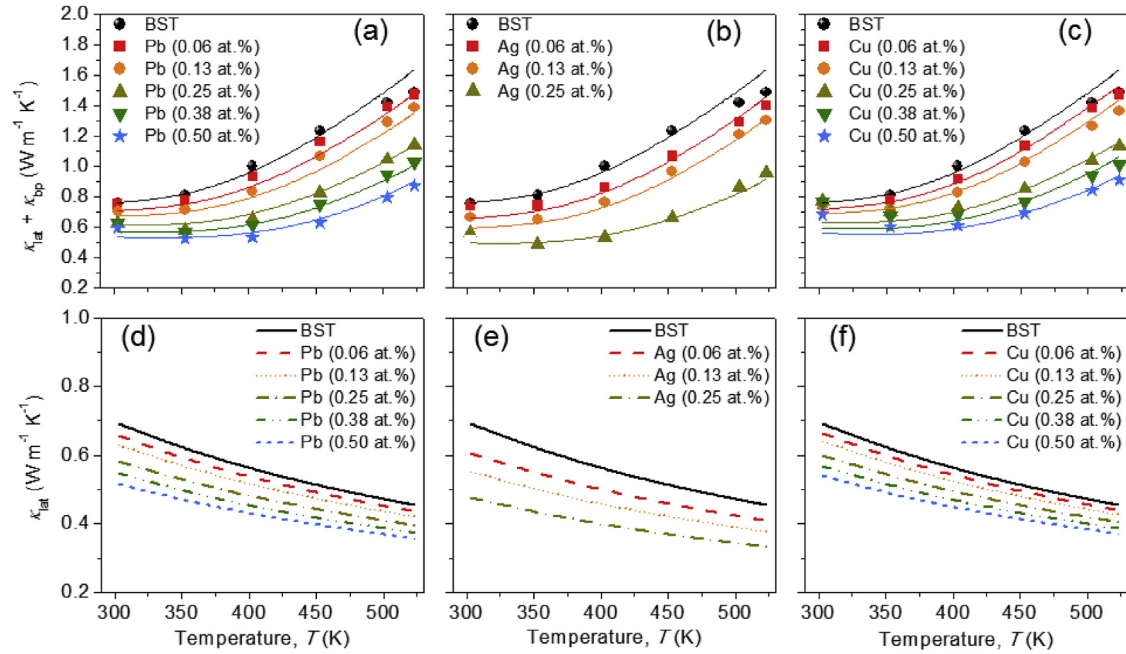 κlat + κbp (W m-1 K-1)
2.0
1.8
1.6
1.4
1.2
1.0
0.8
0.6
0.4
0.2
(a)
BST
Pb (0.06 at.%)
Pb (0.13 at.%)
Pb (0.25 at.%)
Pb (0.38 at.%)
Pb (0.50 at.%)
(b)
BST
Ag (0.06 at.%)
Ag (0.13 at.%)
Ag (0.25 at.%)
(c)
BST
Cu (0.06 at.%)
Cu (0.13 at.%)
Cu (0.25 at.%)
Cu (0.38 at.%)
Cu (0.50 at.%)
κlat (W m-1 K-1)
1.0
0.8
0.6
0.4
0.2
(d)
BST
Pb (0.06 at.%)
Pb (0.13 at.%)
Pb (0.25 at.%)
Pb (0.38 at.%)
Pb (0.50 at.%)
(e)
BST
Ag (0.06 at.%)
Ag (0.13 at.%)
Ag (0.25 at.%)
(f)
BST
Cu (0.06 at.%)
Cu (0.13 at.%)
Cu (0.25 at.%)
Cu (0.38 at.%)
Cu (0.50 at.%)
300 350 400 450 500
300 350 400 450 500
300 350 400 450 500
Temperature, T (K)
Temperature, T (K)
Temperature, T (K)